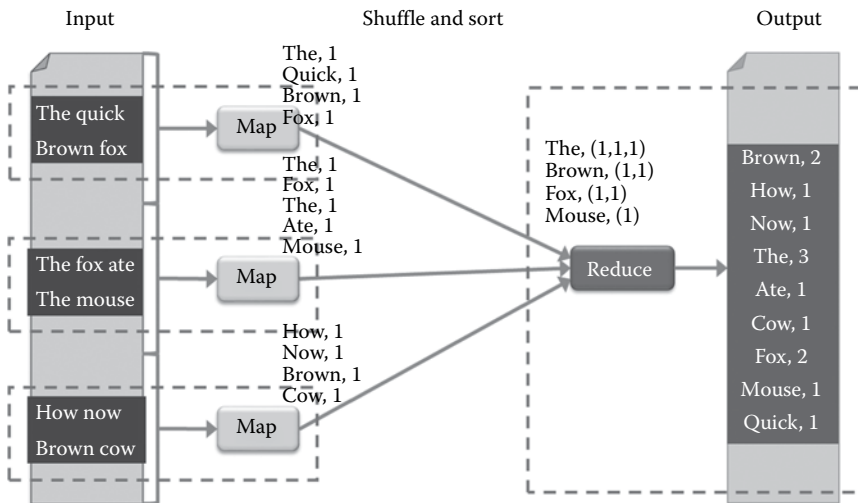 Input
Shuffle and sort
Output
The quick
Brown fox
Map
The, 1
Quick, 1
Brown, 1
Fox, 1
The fox ate
The mouse
Map
The, 1
Fox, 1
The, 1
Ate, 1
Mouse, 1
How now
Brown cow
Map
How, 1
Now, 1
Brown, 1
Cow, 1
The, (1,1,1)
Brown, (1,1)
Fox, (1,1)
Mouse, (1)
Reduce
Brown, 2
How, 1
Now, 1
The, 3
Ate, 1
Cow, 1
Fox, 2
Mouse, 1
Quick, 1